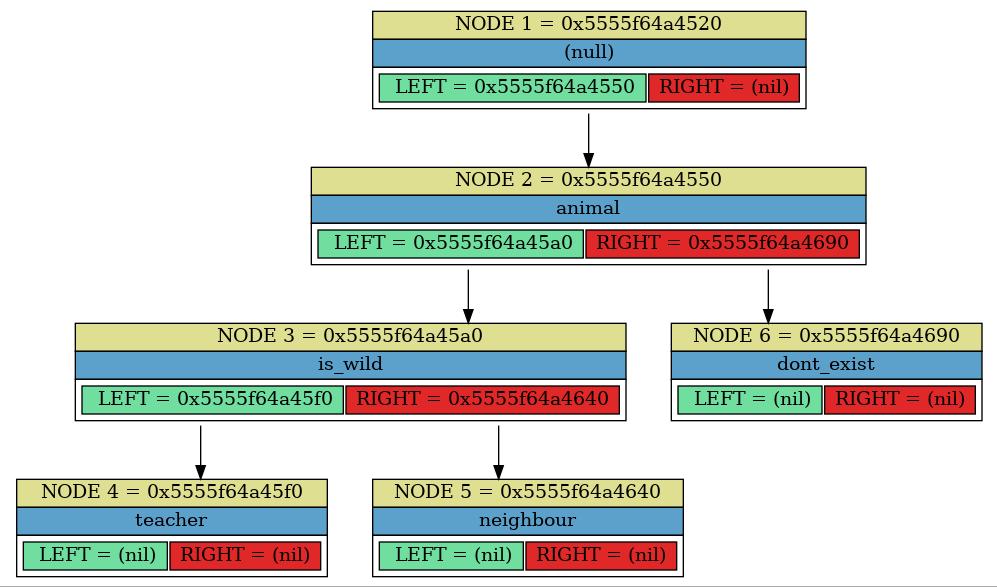 NODE 1 = 0x5555f64a4520
(null)
LEFT = 0x5555f64a4550 RIGHT = (nil)
NODE 2 = 0x5555f64a4550
animal
LEFT = 0x5555f64a45a0 RIGHT = 0x5555f64a4690
NODE 3 = 0x5555f64a45a0
is_wild
LEFT = 0x5555f64a45f0 RIGHT = 0x5555f64a4640
NODE 6 = 0x5555f64a4690
dont_exist
LEFT = (nil) RIGHT = (nil)
NODE 4 = 0x5555f64a45f0
teacher
LEFT = (nil) RIGHT = (nil)
NODE 5 = 0x5555f64a4640
neighbour
LEFT = (nil) RIGHT = (nil)